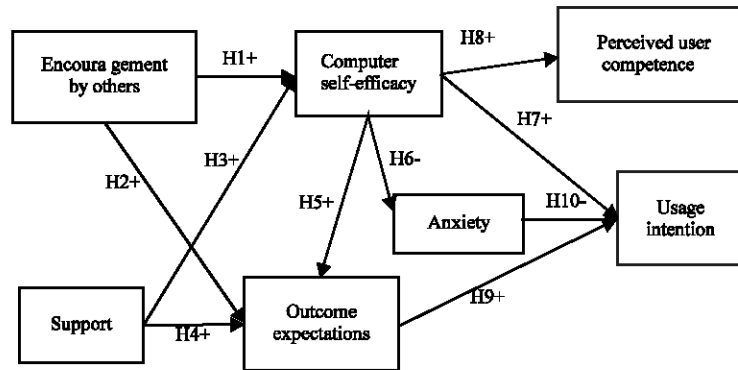 Encoura gement
by others
H1+
Computer
self-efficacy
H8+
Perceived user
competence
H7+
H3+
H2+
H6-
H5+
Anxiety
H10-
Usage
intention
Support
H4+
Outcome
expectations
H9+